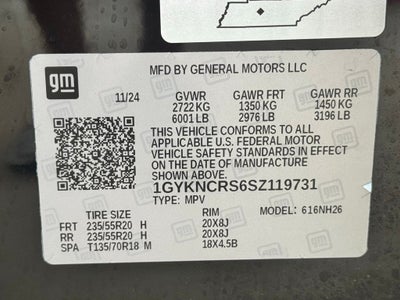 gm
MFD BY GENERAL MOTORS LLC
11/24 GVWR GAWR FRT GAWR RR
2722 KG 1350 KG 1450 KG
6001 LB 2976 LB 3196 LB
THIS VEHICLE CONFORMS TO ALL
APPLICABLE U.S. FEDERAL MOTOR
VEHICLE SAFETY STANDARDS IN EFFECT
ON THE DATE OF MANUFACTURE
SHOWN ABOVE.
1GYKNCRS6SZ119731
TYPE: MPV
TIRE SIZE RIM MODEL: 616NH26
FRT 235/55R20 H 20X8J
RR 235/55R20 H 20X8J
SPA T135/70R18 M 18X4.5B